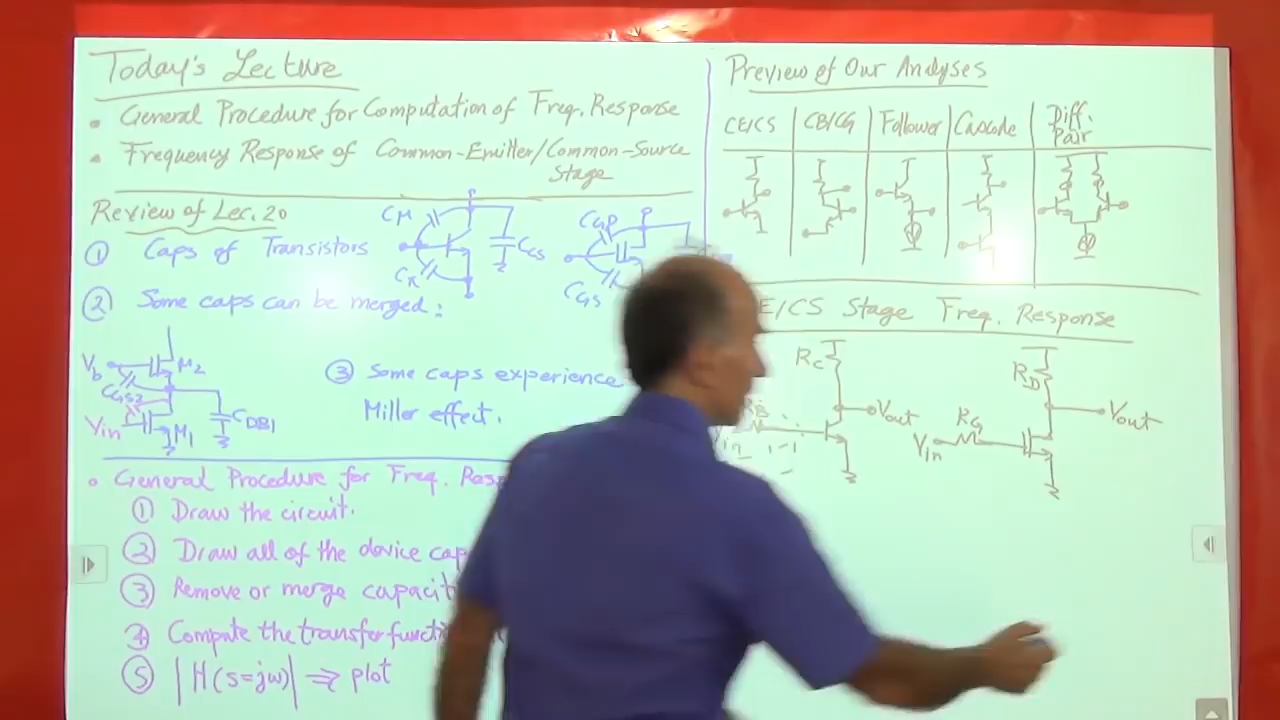 Today's Lecture
• General Procedure for Computation of Freq. Response
• Frequency Response of Common-Emitter/Common-Source
Stage
Review of Lec. 20
① Caps of Transistors
Cμ
Cπ
CCS
CGD
CGS
② Some caps can be merged:
Vb
M2
CGS2
Vin
M1
CDB1
③ Some caps experience
Miller effect.
• General Procedure for Freq. Resp
① Draw the circuit.
② Draw all of the device cap
③ Remove or merge capacit
④ Compute the transfer functi
⑤ |H(s=jω)| ⇒ plot
Preview of Our Analyses
CE/CS CB/CG Follower Cascode Diff.
Pair
E/CS Stage Freq. Response
RC
RB
Vout
RD
RG
Vin
Vout